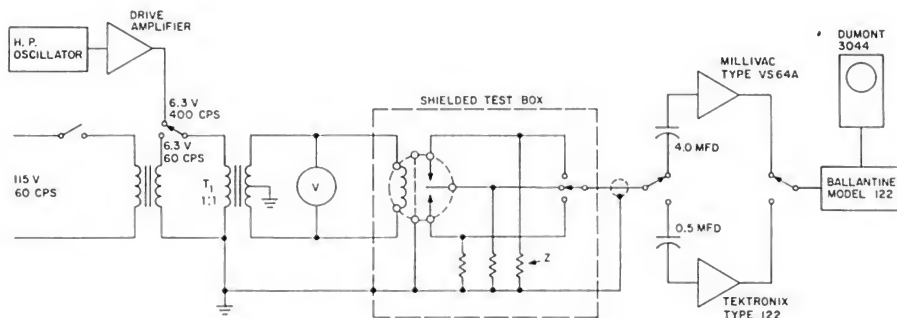 DRIVE
AMPLIFIER
H. P.
OSCILLATOR
6.3 V
400 CPS
6.3 V
60 CPS
115 V
60 CPS
T1
1:1
V
SHIELDED TEST BOX
Z
MILLIVAC
TYPE VS64A
4.0 MFD
0.5 MFD
TEKTRONIX
TYPE 122
DUMONT
3044
BALLANTINE
MODEL 122